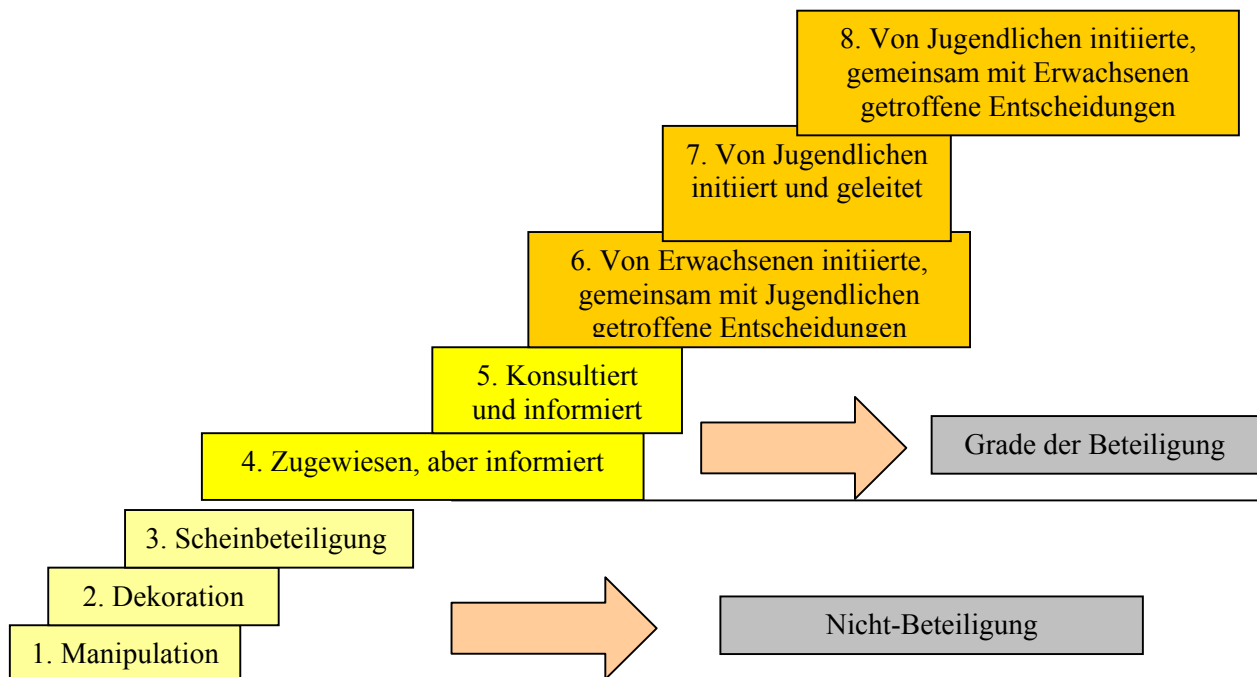 8. Von Jugendlichen initiierte,
gemeinsam mit Erwachsenen
getroffene Entscheidungen
7. Von Jugendlichen
initiiert und geleitet
6. Von Erwachsenen initiierte,
gemeinsam mit Jugendlichen
getroffene Entscheidungen
5. Konsultiert
und informiert
4. Zugewiesen, aber informiert
Grade der Beteiligung
3. Scheinbeteiligung
2. Dekoration
Nicht-Beteiligung
1. Manipulation